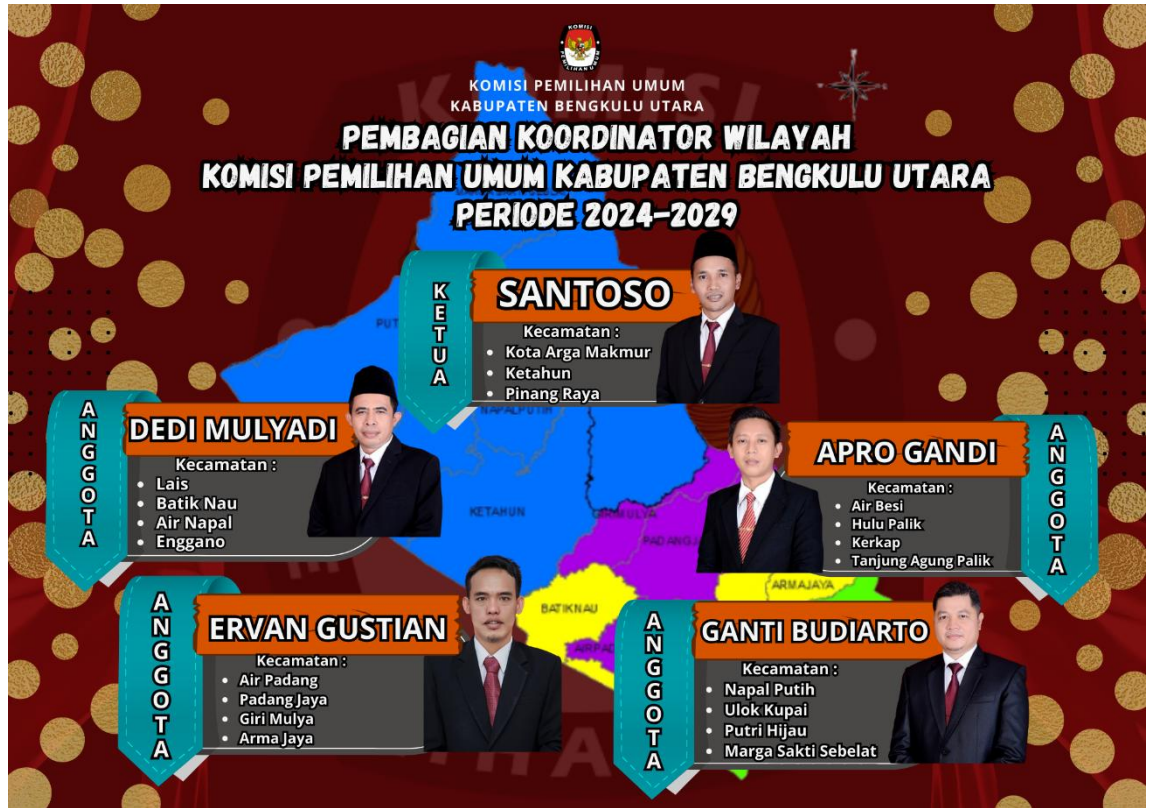 KOMISI
PEMILIHAN UMUM
KOMISI PEMILIHAN UMUM
KABUPATEN BENGKULU UTARA
PEMBAGIAN KOORDINATOR WILAYAH
KOMISI PEMILIHAN UMUM KABUPATEN BENGKULU UTARA
PERIODE 2024-2029
KETUA
SANTOSO
Kecamatan :
• Kota Arga Makmur
• Ketahun
• Pinang Raya
ANGGOTA
DEDI MULYADI
Kecamatan :
• Lais
• Batik Nau
• Air Napal
• Enggano
APRO GANDI
Kecamatan :
• Air Besi
• Hulu Palik
• Kerkap
• Tanjung Agung Palik
ANGGOTA
ANGGOTA
ERVAN GUSTIAN
Kecamatan :
• Air Padang
• Padang Jaya
• Giri Mulya
• Arma Jaya
ANGGOTA
GANTI BUDIARTO
Kecamatan :
• Napal Putih
• Ulok Kupai
• Putri Hijau
• Marga Sakti Sebelat
NAPALPUTIH
KETAHUN
ARMAJAYA
BATIKNAU